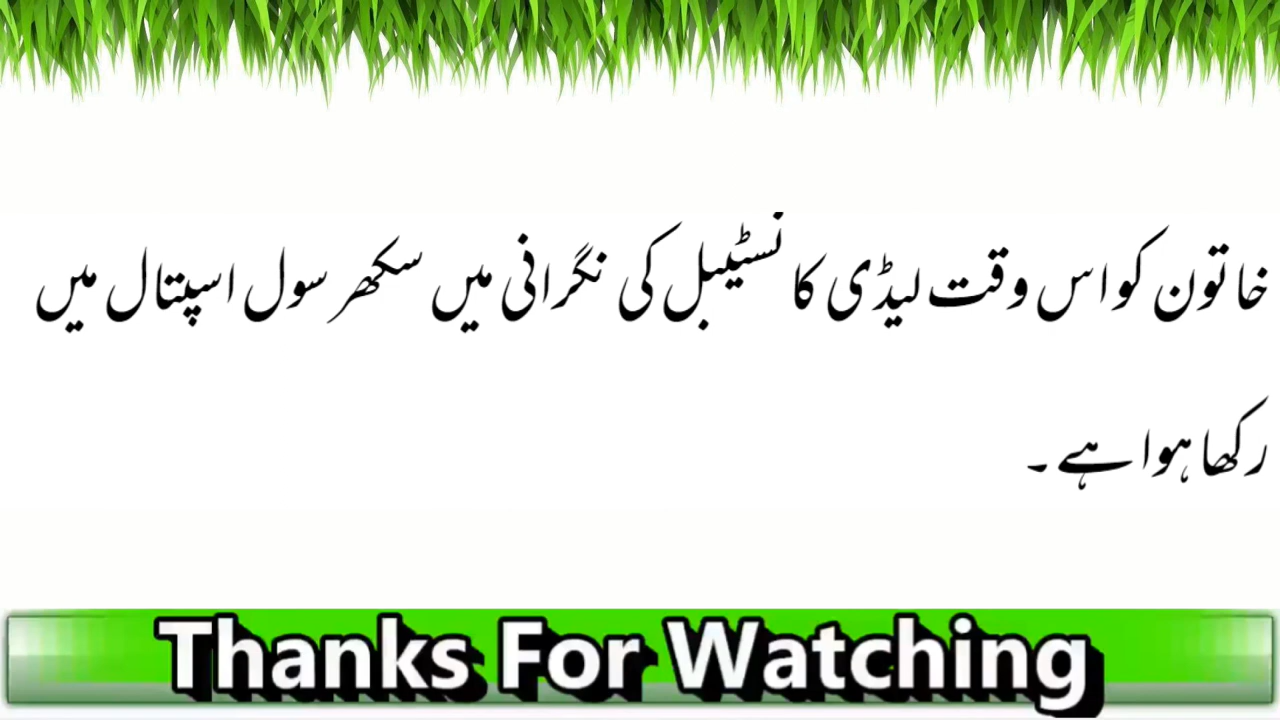 خاتون کو اس وقت لیڈی کانسٹیبل کی نگرانی میں سکھر سول اسپتال میں
رکھا ہوا ہے ۔
Thanks For Watching